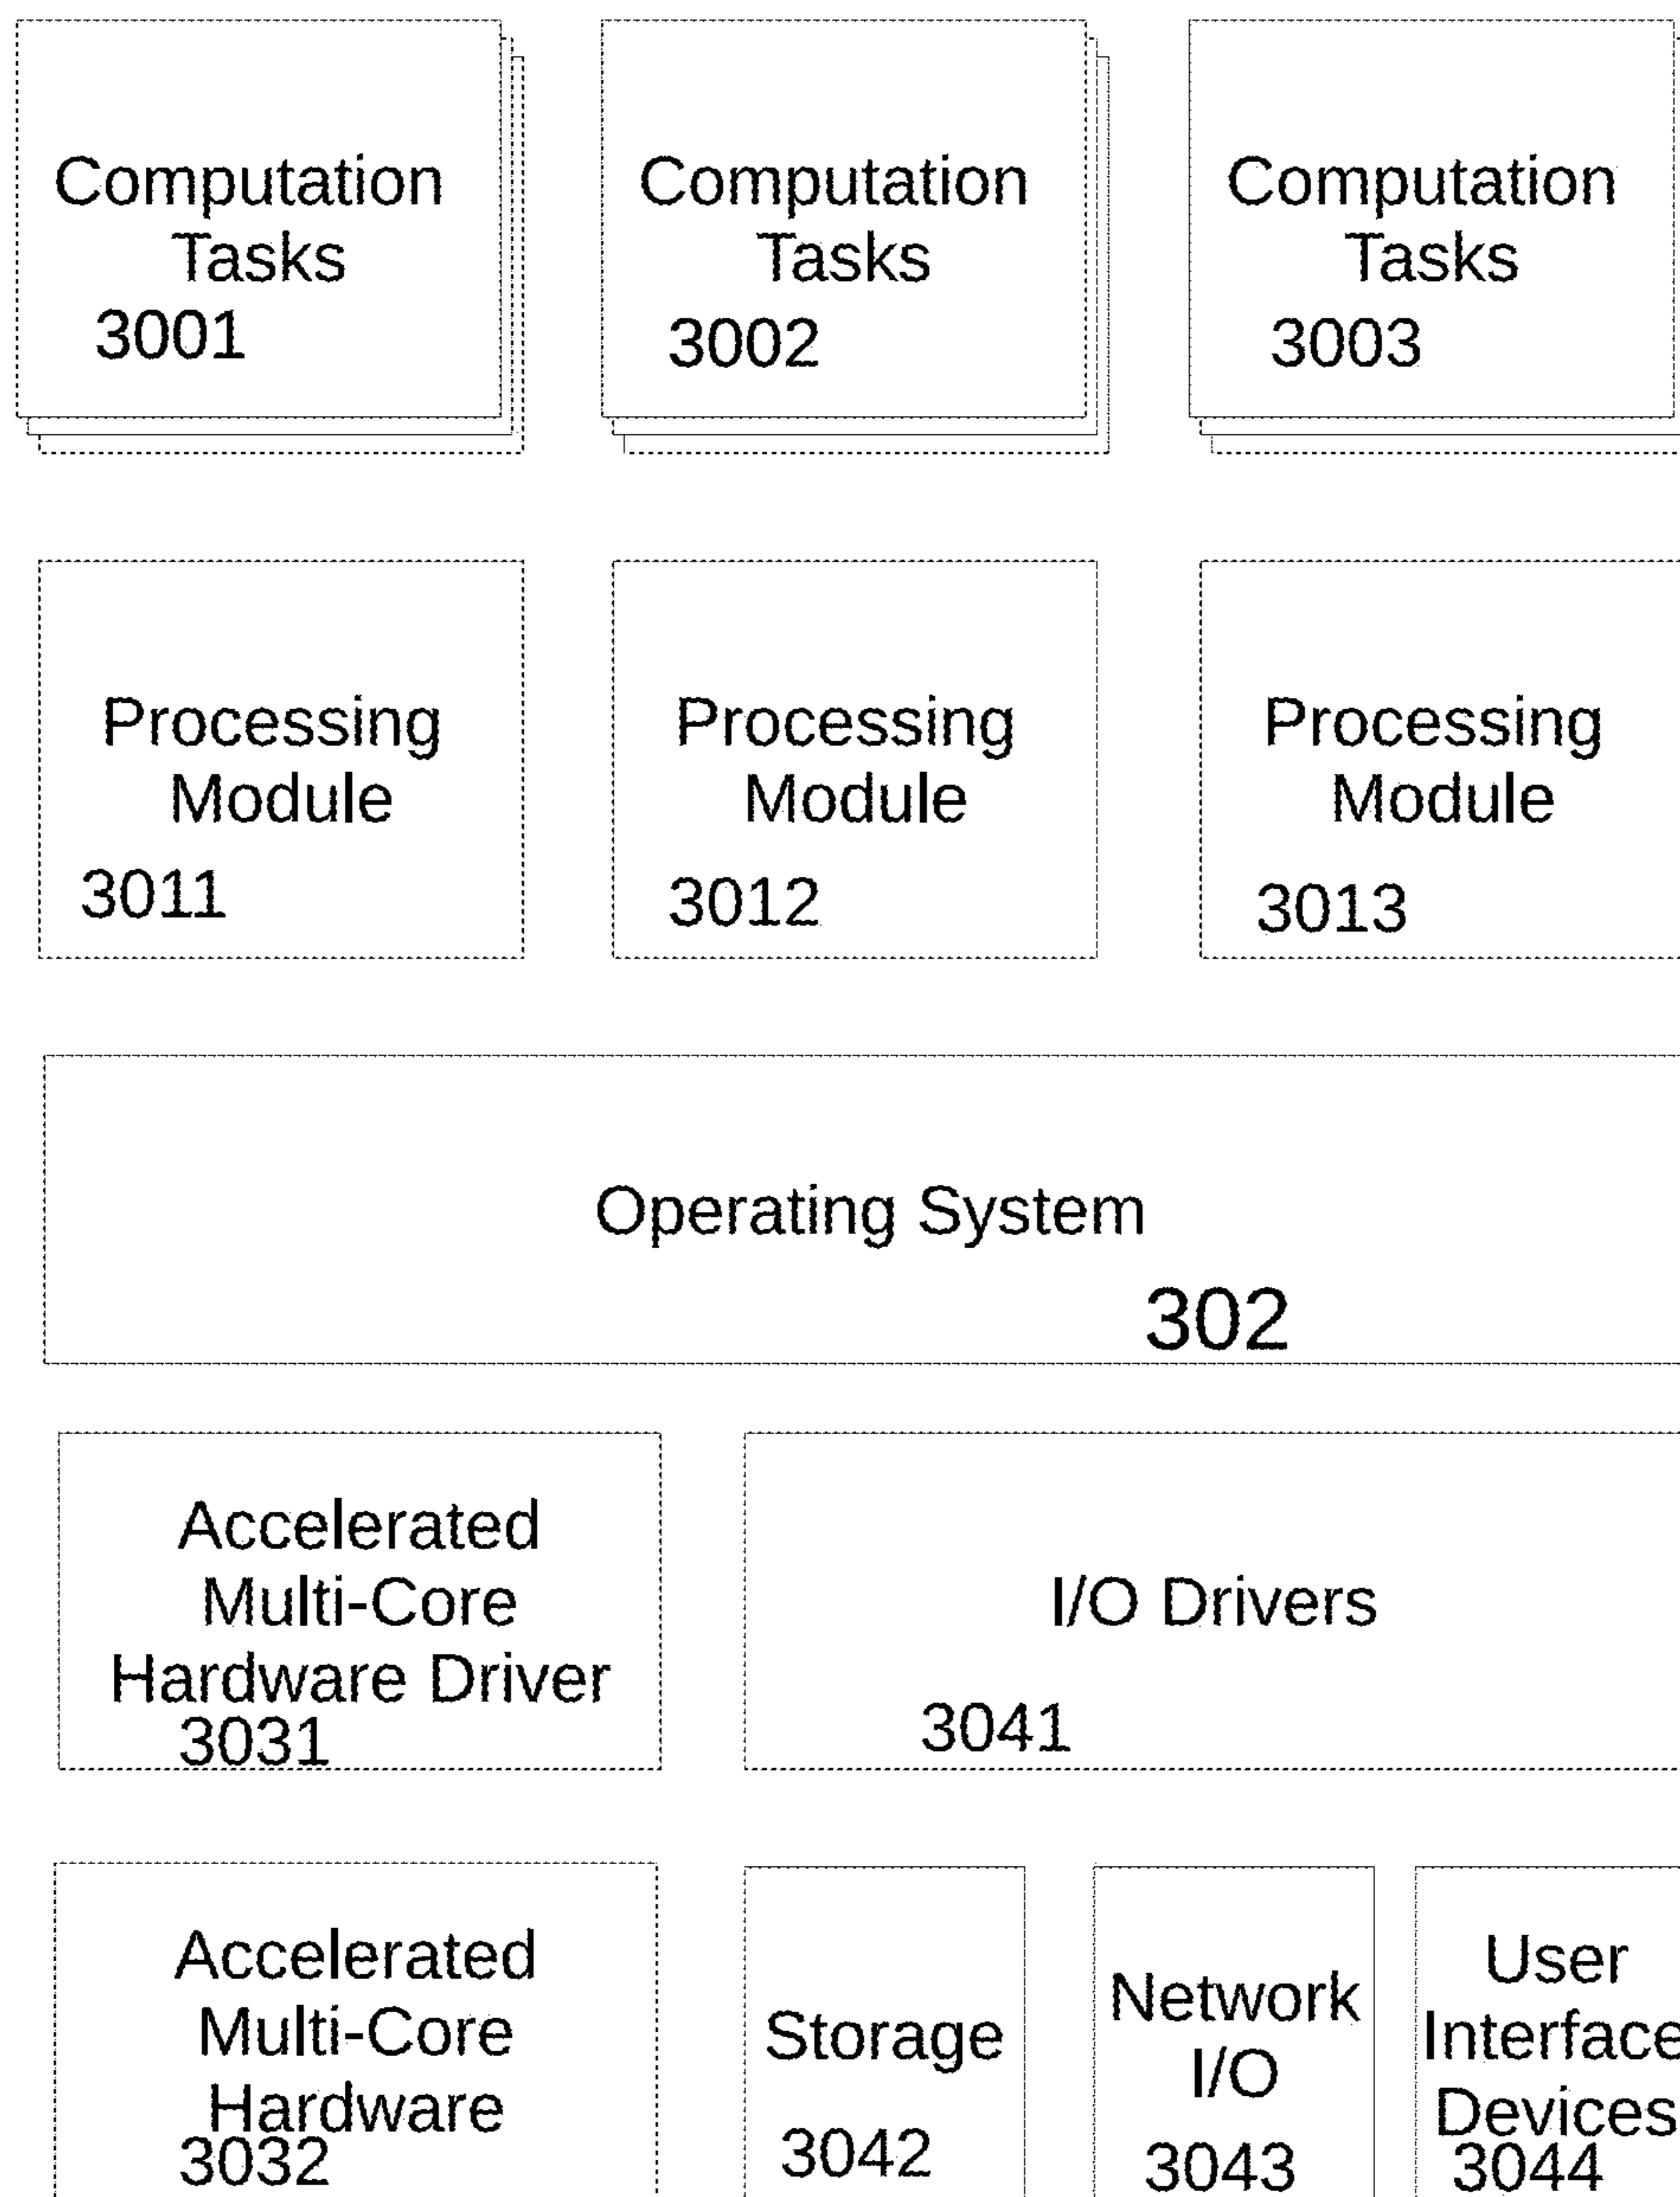 Computation
Tasks
3001
Computation
Tasks
3002
Computation
Tasks
3003
Processing
Module
3011
Processing
Module
3012
Processing
Module
3013
Operating System
302
Accelerated
Multi-Core
Hardware Driver
3031
I/O Drivers
3041
Accelerated
Multi-Core
Hardware
3032
Storage
3042
Network
I/O
3043
User
Interface
Devices
3044